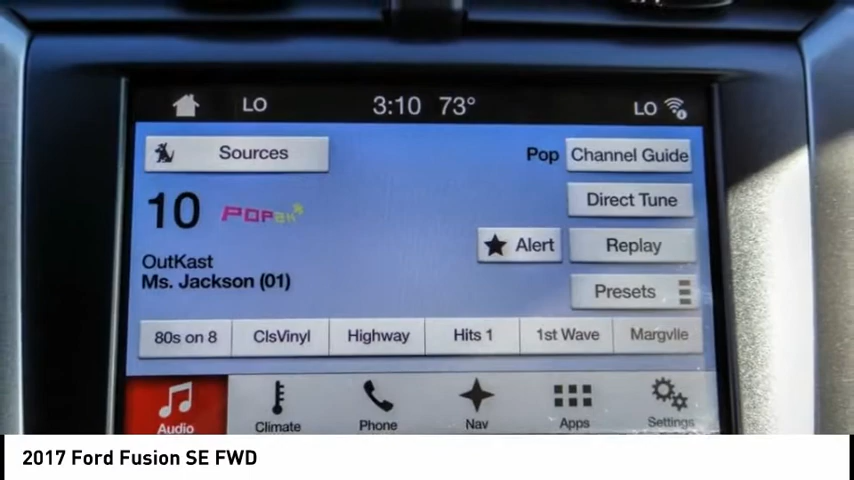 LO 3:10 73° LO
Sources
Pop Channel Guide
Direct Tune
10 POP2K
Alert Replay
OutKast
Ms. Jackson (01)
Presets
80s on 8 ClsVinyl Highway Hits 1 1st Wave Margvlle
Audio Climate Phone Nav Apps Settings
2017 Ford Fusion SE FWD